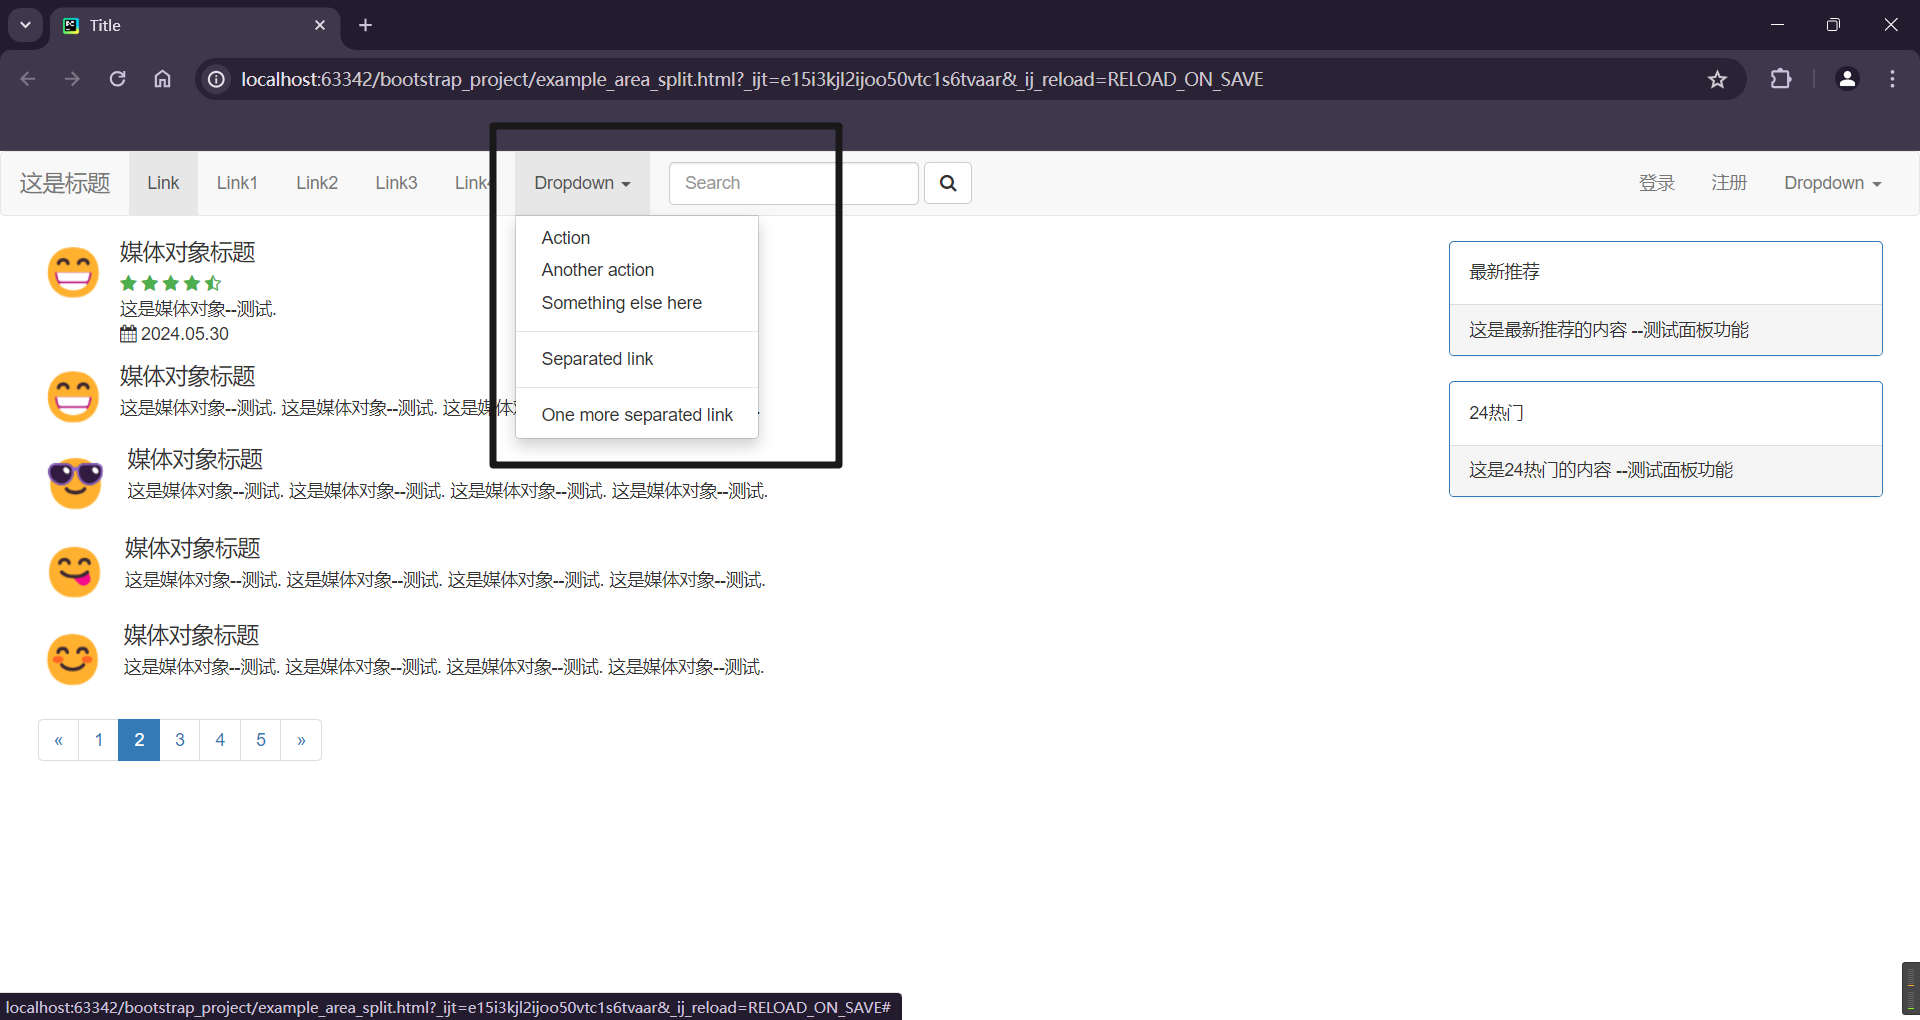 Title
localhost:63342/bootstrap_project/example_area_split.html?_ijt=e15i3kjl2ijoo50vtc1s6tvaar&_ij_reload=RELOAD_ON_SAVE
这是标题 Link Link1 Link2 Link3 Link4 Dropdown Search 登录 注册 Dropdown
Action
Another action
Something else here
Separated link
One more separated link
媒体对象标题
这是媒体对象--测试.
2024.05.30
媒体对象标题
这是媒体对象--测试. 这是媒体对象--测试. 这是媒体
媒体对象标题
这是媒体对象--测试. 这是媒体对象--测试. 这是媒体对象--测试. 这是媒体对象--测试.
媒体对象标题
这是媒体对象--测试. 这是媒体对象--测试. 这是媒体对象--测试. 这是媒体对象--测试.
媒体对象标题
这是媒体对象--测试. 这是媒体对象--测试. 这是媒体对象--测试. 这是媒体对象--测试.
« 1 2 3 4 5 »
最新推荐
这是最新推荐的内容 --测试面板功能
24热门
这是24热门的内容 --测试面板功能
localhost:63342/bootstrap_project/example_area_split.html?_ijt=e15i3kjl2ijoo50vtc1s6tvaar&_ij_reload=RELOAD_ON_SAVE#